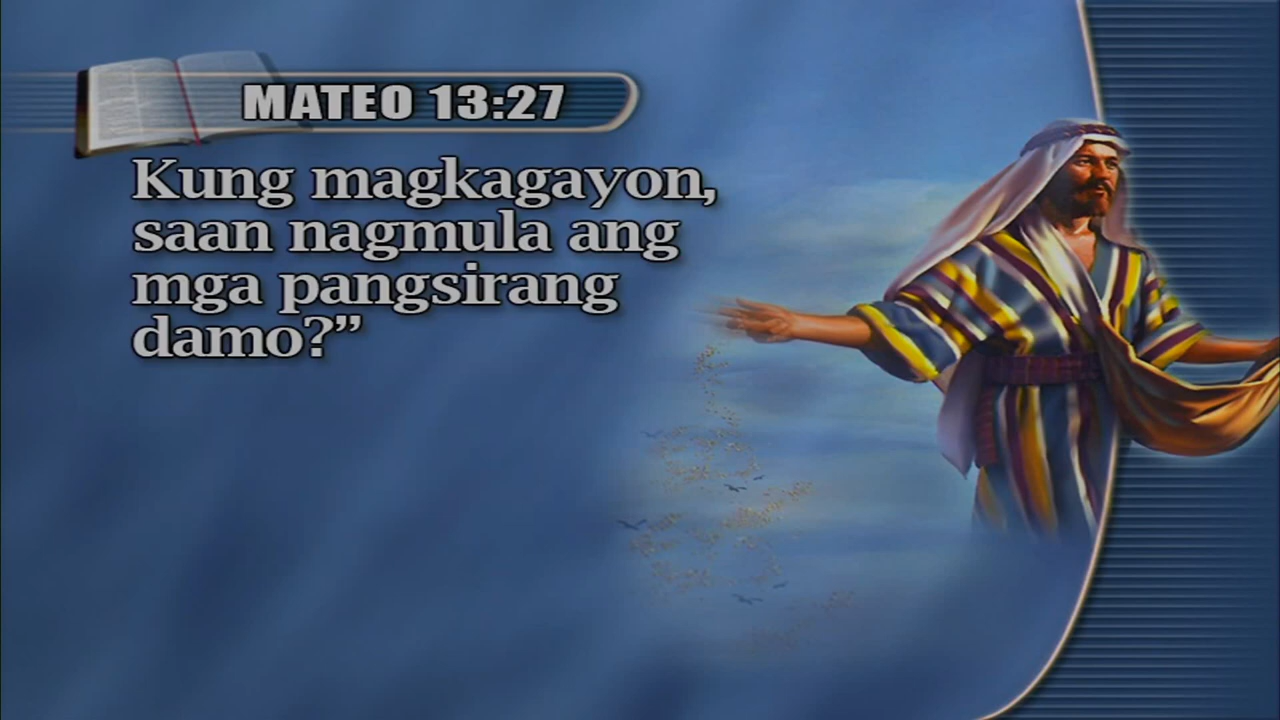 MATEO 13:27
Kung magkagayon,
saan nagmula ang
mga pangsirang
damo?”